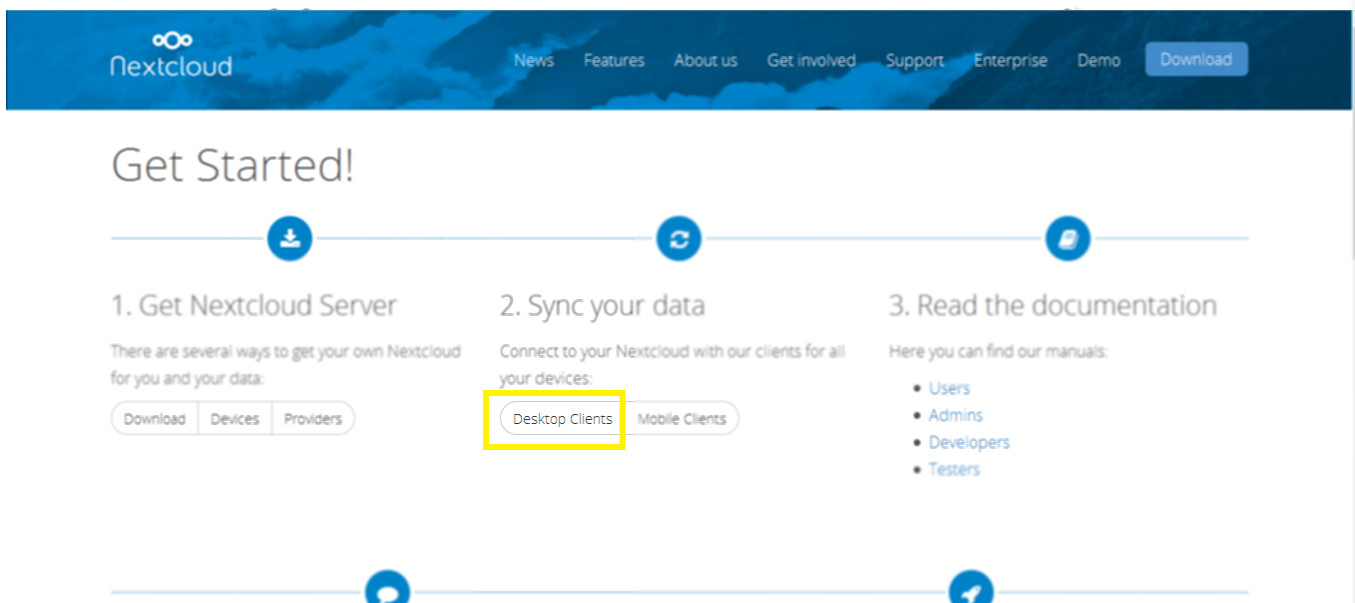 Nextcloud
News Features About us Get involved Support Enterprise Demo Download
Get Started!
1. Get Nextcloud Server
There are several ways to get your own Nextcloud
for you and your data:
Download Devices Providers
2. Sync your data
Connect to your Nextcloud with our clients for all
your devices:
Desktop Clients Mobile Clients
3. Read the documentation
Here you can find our manuals:
Users
Admins
Developers
Testers